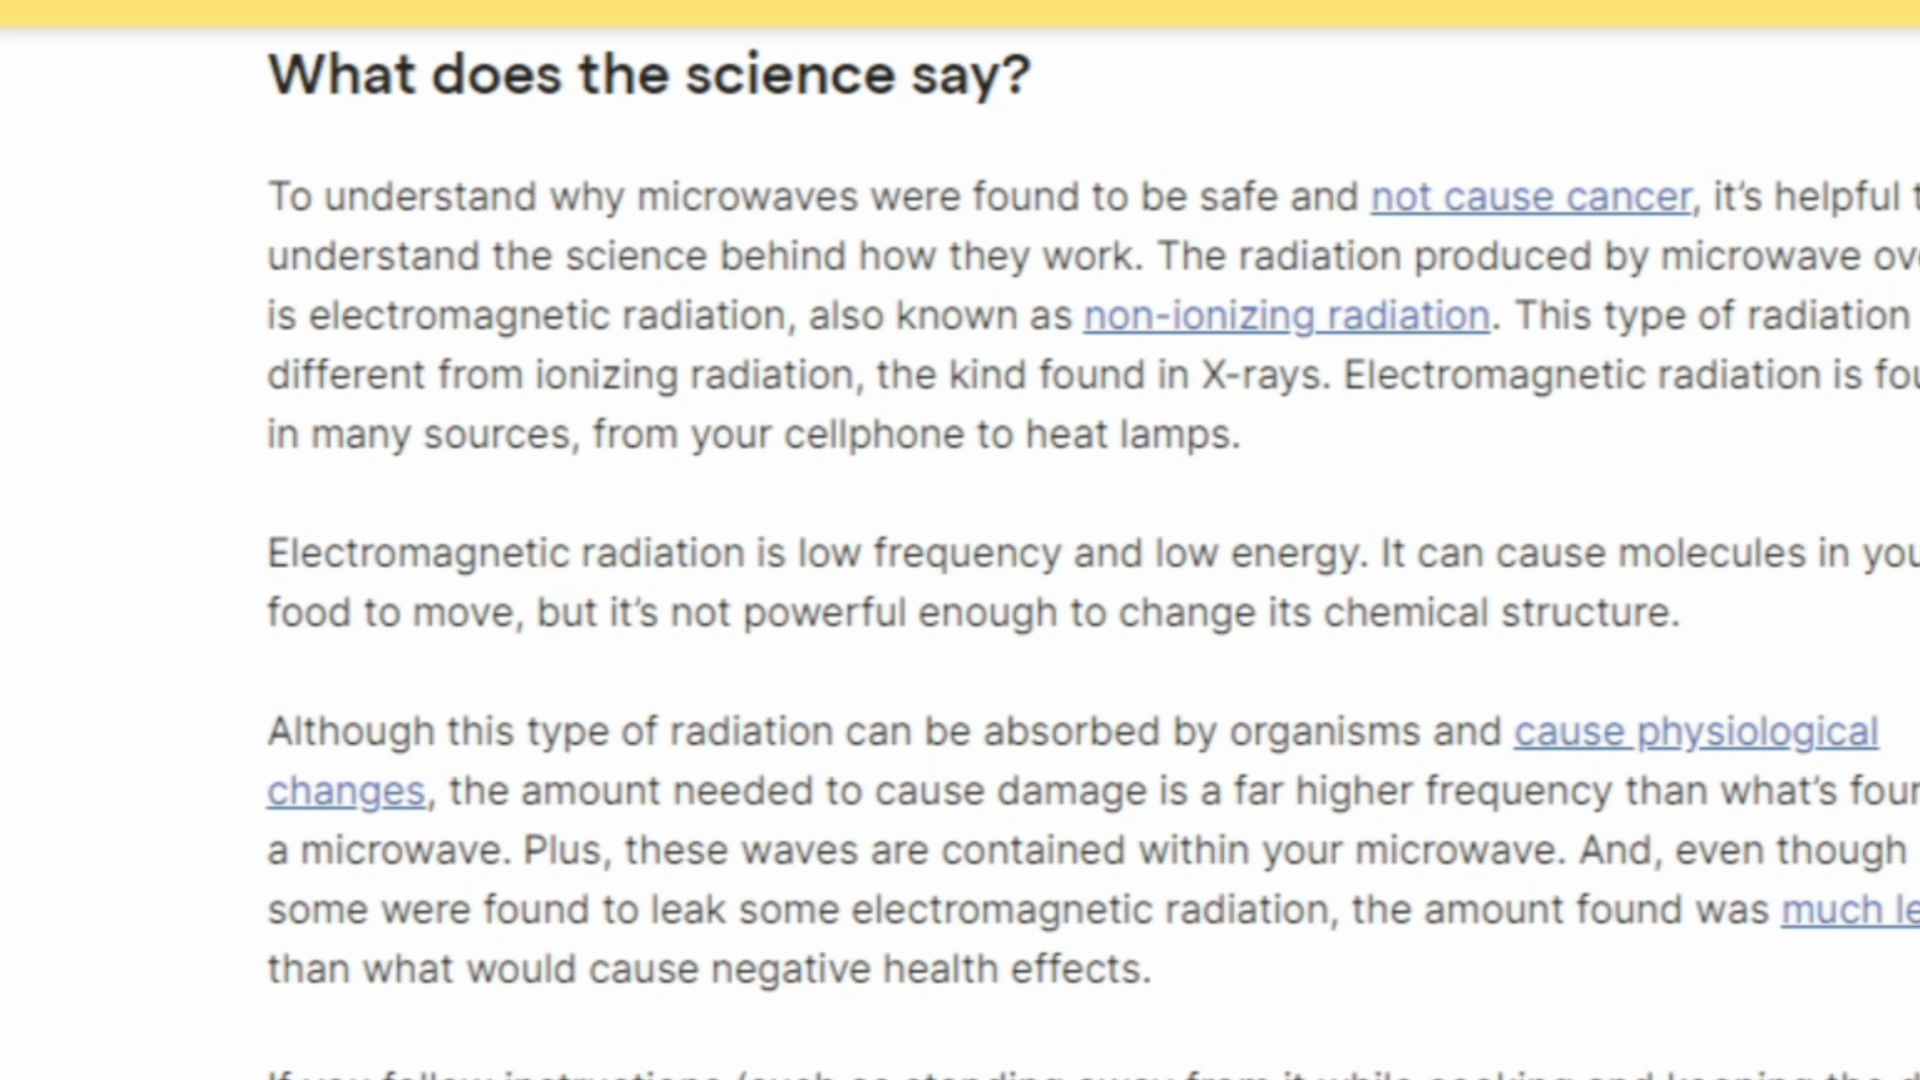 What does the science say?
To understand why microwaves were found to be safe and not cause cancer, it’s helpful
understand the science behind how they work. The radiation produced by microwave
is electromagnetic radiation, also known as non-ionizing radiation. This type of radiation
different from ionizing radiation, the kind found in X-rays. Electromagnetic radiation is
in many sources, from your cellphone to heat lamps.
Electromagnetic radiation is low frequency and low energy. It can cause molecules in
food to move, but it’s not powerful enough to change its chemical structure.
Although this type of radiation can be absorbed by organisms and cause physiological
changes, the amount needed to cause damage is a far higher frequency than what’s
a microwave. Plus, these waves are contained within your microwave. And, even though
some were found to leak some electromagnetic radiation, the amount found was much
than what would cause negative health effects.